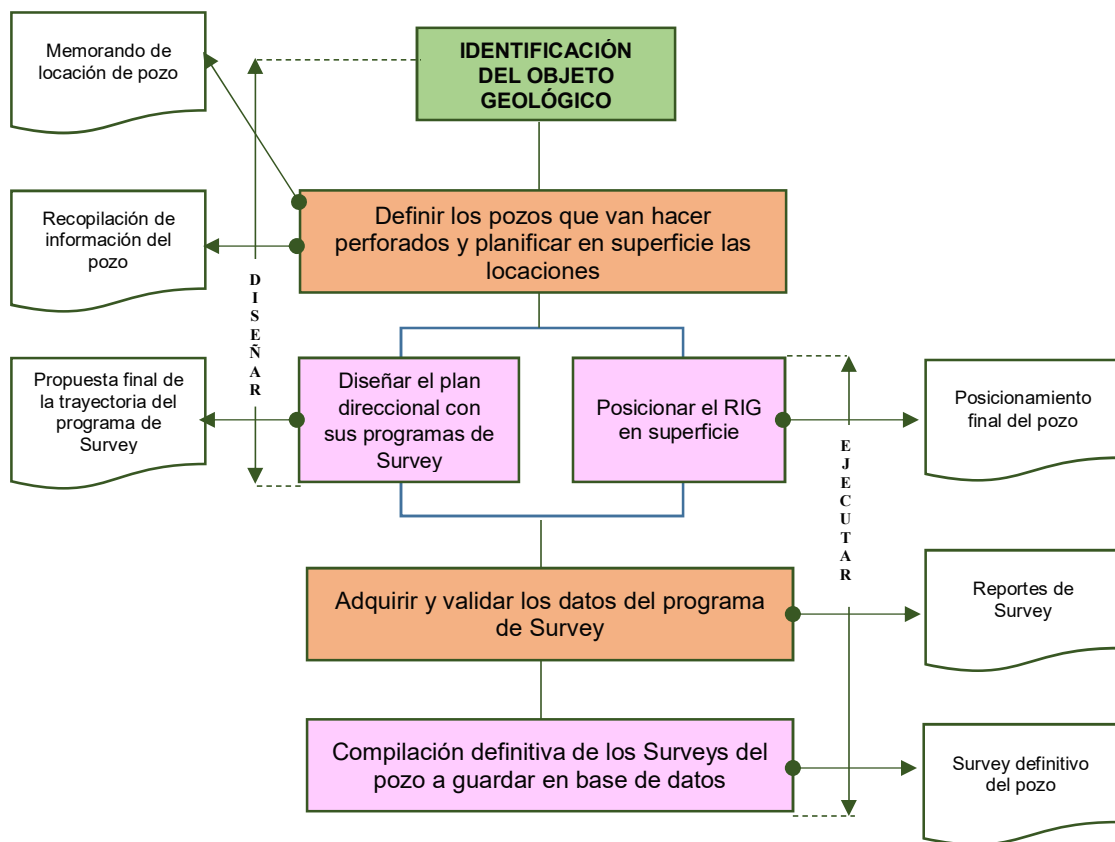 Memorando de
locación de pozo
IDENTIFICACIÓN
DEL OBJETO
GEOLÓGICO
Recopilación de
información del
pozo
Definir los pozos que van hacer
perforados y planificar en superficie las
locaciones
DISEÑAR
Propuesta final de
la trayectoria del
programa de
Survey
Diseñar el plan
direccional con
sus programas de
Survey
Posicionar el RIG
en superficie
EJECUTAR
Posicionamiento
final del pozo
Adquirir y validar los datos del programa
de Survey
Reportes de
Survey
Compilación definitiva de los Surveys del
pozo a guardar en base de datos
Survey definitivo
del pozo